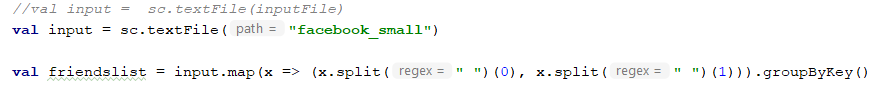 //val input =  sc.textFile(inputFile)
val input = sc.textFile( path = "facebook_small")
val friendslist = input.map(x => (x.split( regex = " ")(0), x.split( regex = " ")(1))).groupByKey()